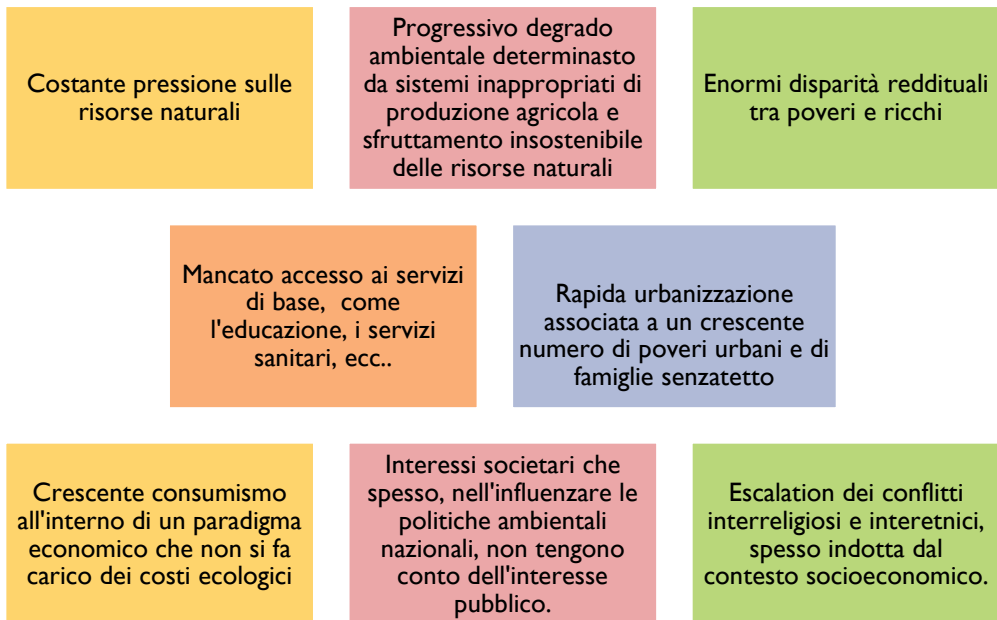 Costante pressione sulle
risorse naturali
Progressivo degrado
ambientale determinasto
da sistemi inappropriati di
produzione agricola e
sfruttamento insostenibile
delle risorse naturali
Enormi disparità reddituali
tra poveri e ricchi
Mancato accesso ai servizi
di base,  come
l'educazione, i servizi
sanitari, ecc..
Rapida urbanizzazione
associata a un crescente
numero di poveri urbani e di
famiglie senzatetto
Crescente consumismo
all'interno di un paradigma
economico che non si fa
carico dei costi ecologici
Interessi societari che
spesso, nell'influenzare le
politiche ambientali
nazionali, non tengono
conto dell'interesse
pubblico.
Escalation dei conflitti
interreligiosi e interetnici,
spesso indotta dal
contesto socioeconomico.